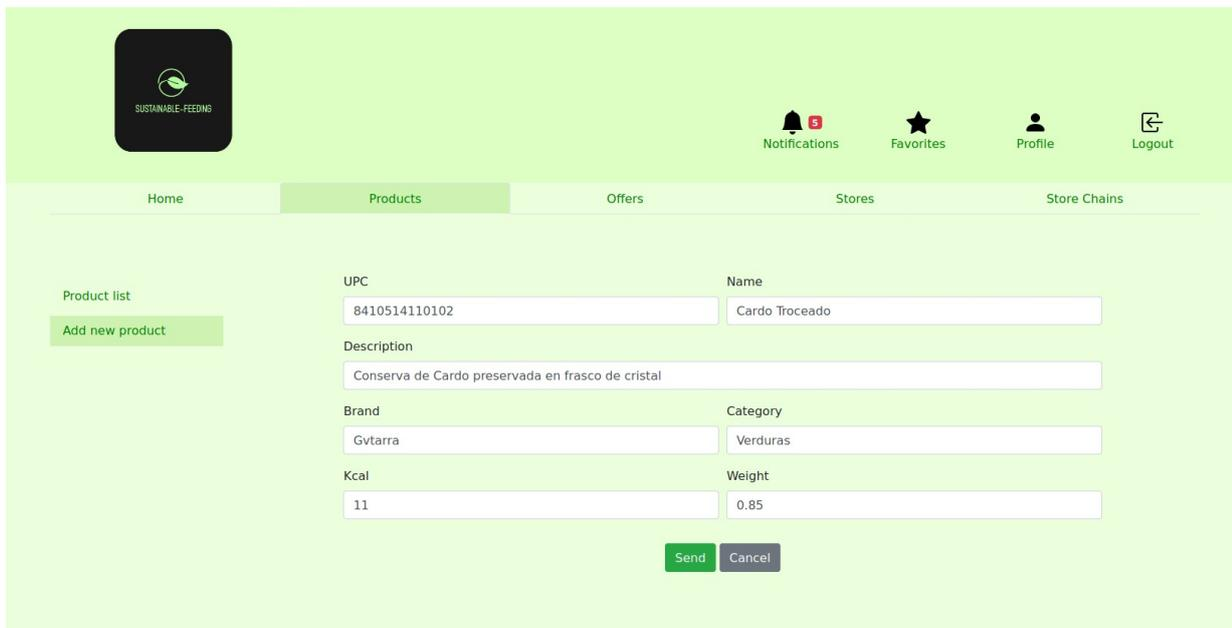 SUSTAINABLE-FEEDING
5
Notifications Favorites Profile Logout
Home Products Offers Stores Store Chains
Product list
Add new product
UPC Name
8410514110102 Cardo Troceado
Description
Conserva de Cardo preservada en frasco de cristal
Brand Category
Gvtarra Verduras
Kcal Weight
11 0.85
Send Cancel